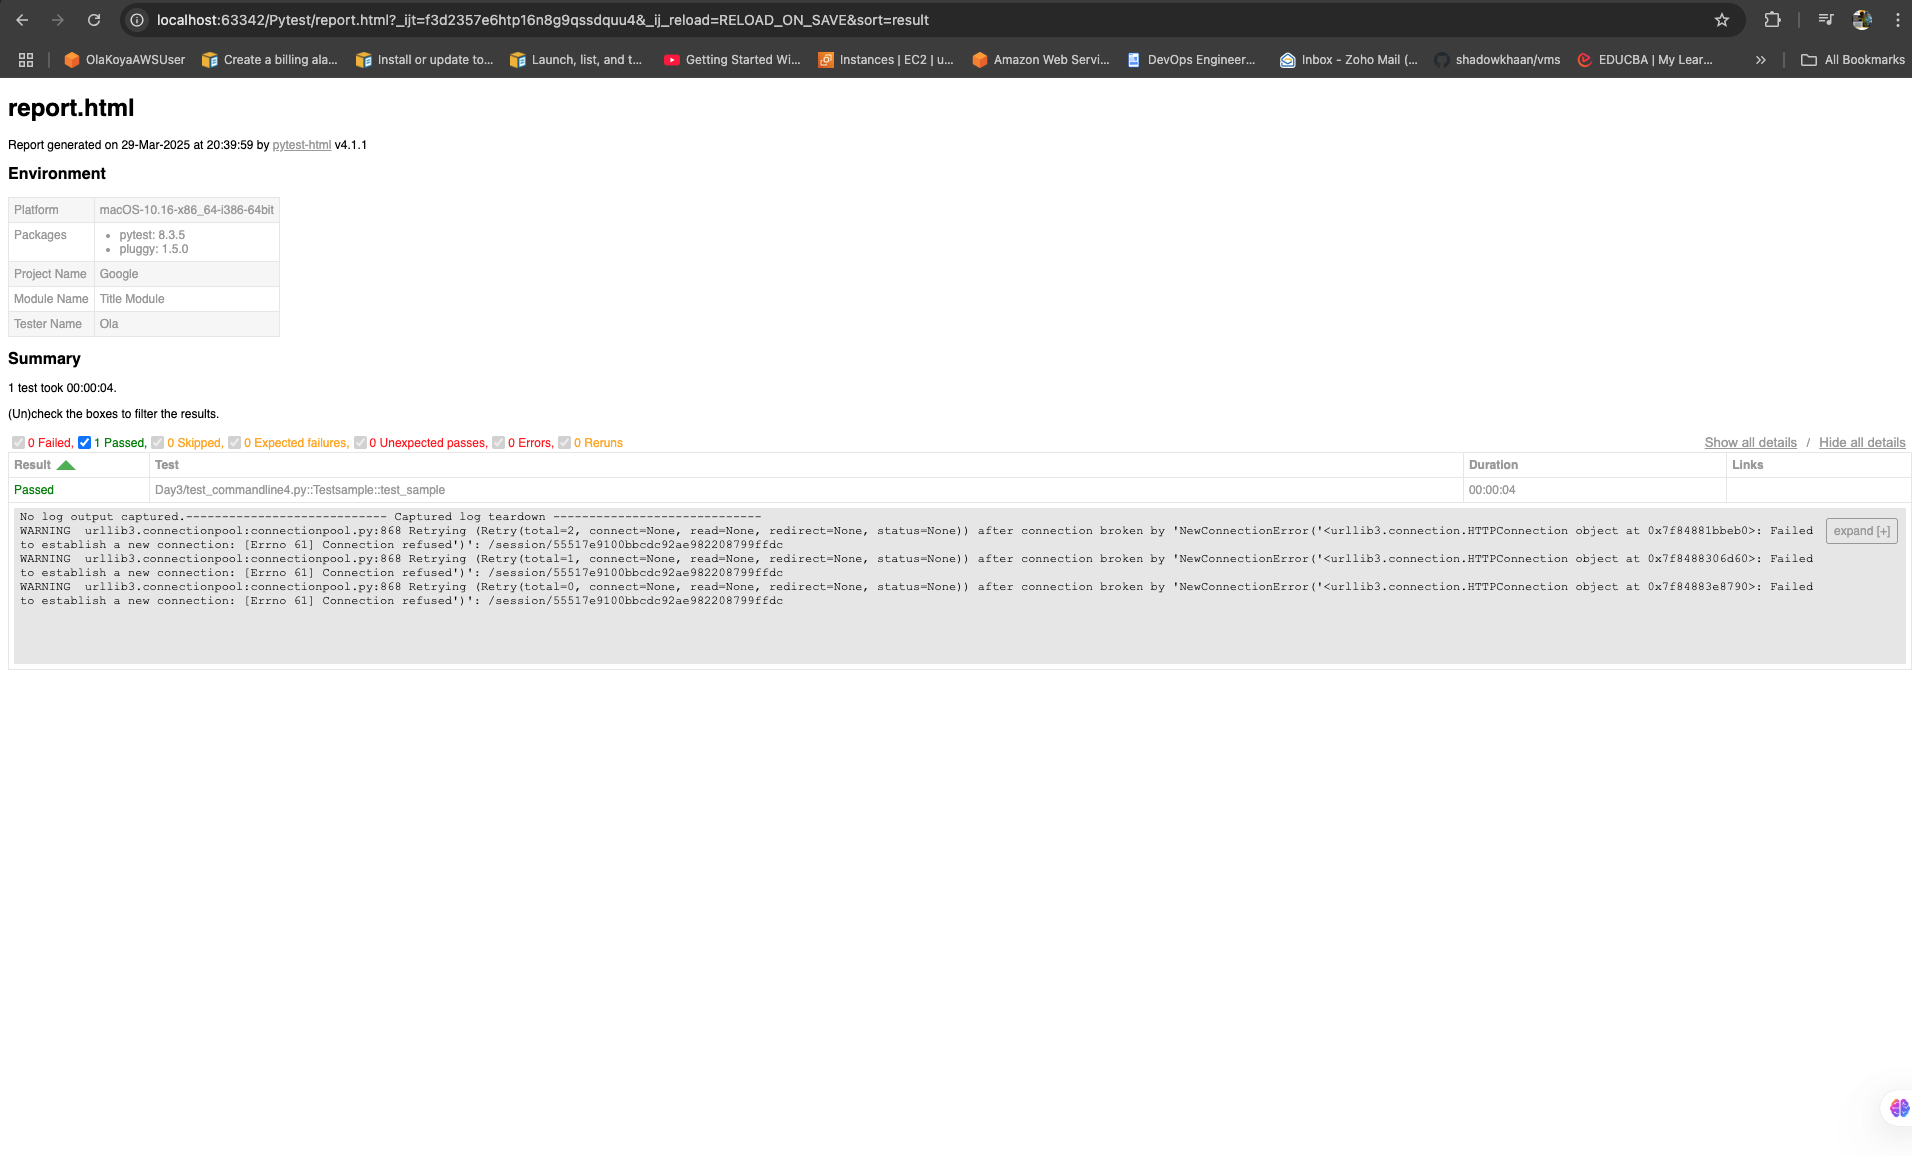 localhost:63342/Pytest/report.html?_ijt=f3d2357e6htp16n8g9qssdquu4&_ij_reload=RELOAD_ON_SAVE&sort=result
OlaKoyaAWSUser Create a billing ala... Install or update to... Launch, list, and t... Getting Started Wi... Instances | EC2 | u... Amazon Web Servi... DevOps Engineer... Inbox - Zoho Mail (... shadowkhaan/vms EDUCBA | My Lear... » All Bookmarks
report.html
Report generated on 29-Mar-2025 at 20:39:59 by pytest-html v4.1.1
Environment
Platform macOS-10.16-x86_64-i386-64bit
Packages • pytest: 8.3.5
• pluggy: 1.5.0
Project Name Google
Module Name Title Module
Tester Name Ola
Summary
1 test took 00:00:04.
(Un)check the boxes to filter the results.
0 Failed, 1 Passed, 0 Skipped, 0 Expected failures, 0 Unexpected passes, 0 Errors, 0 Reruns Show all details / Hide all details
Result Test Duration Links
Passed Day3/test_commandline4.py::Testsample::test_sample 00:00:04
No log output captured.---------------------------- Captured log teardown -----------------------------
WARNING  urllib3.connectionpool:connectionpool.py:868 Retrying (Retry(total=2, connect=None, read=None, redirect=None, status=None)) after connection broken by 'NewConnectionError('<urllib3.connection.HTTPConnection object at 0x7f84881bbeb0>: Failed expand [+]
to establish a new connection: [Errno 61] Connection refused')': /session/55517e9100bbcdc92ae982208799ffdc
WARNING  urllib3.connectionpool:connectionpool.py:868 Retrying (Retry(total=1, connect=None, read=None, redirect=None, status=None)) after connection broken by 'NewConnectionError('<urllib3.connection.HTTPConnection object at 0x7f8488306d60>: Failed
to establish a new connection: [Errno 61] Connection refused')': /session/55517e9100bbcdc92ae982208799ffdc
WARNING  urllib3.connectionpool:connectionpool.py:868 Retrying (Retry(total=0, connect=None, read=None, redirect=None, status=None)) after connection broken by 'NewConnectionError('<urllib3.connection.HTTPConnection object at 0x7f84883e8790>: Failed
to establish a new connection: [Errno 61] Connection refused')': /session/55517e9100bbcdc92ae982208799ffdc